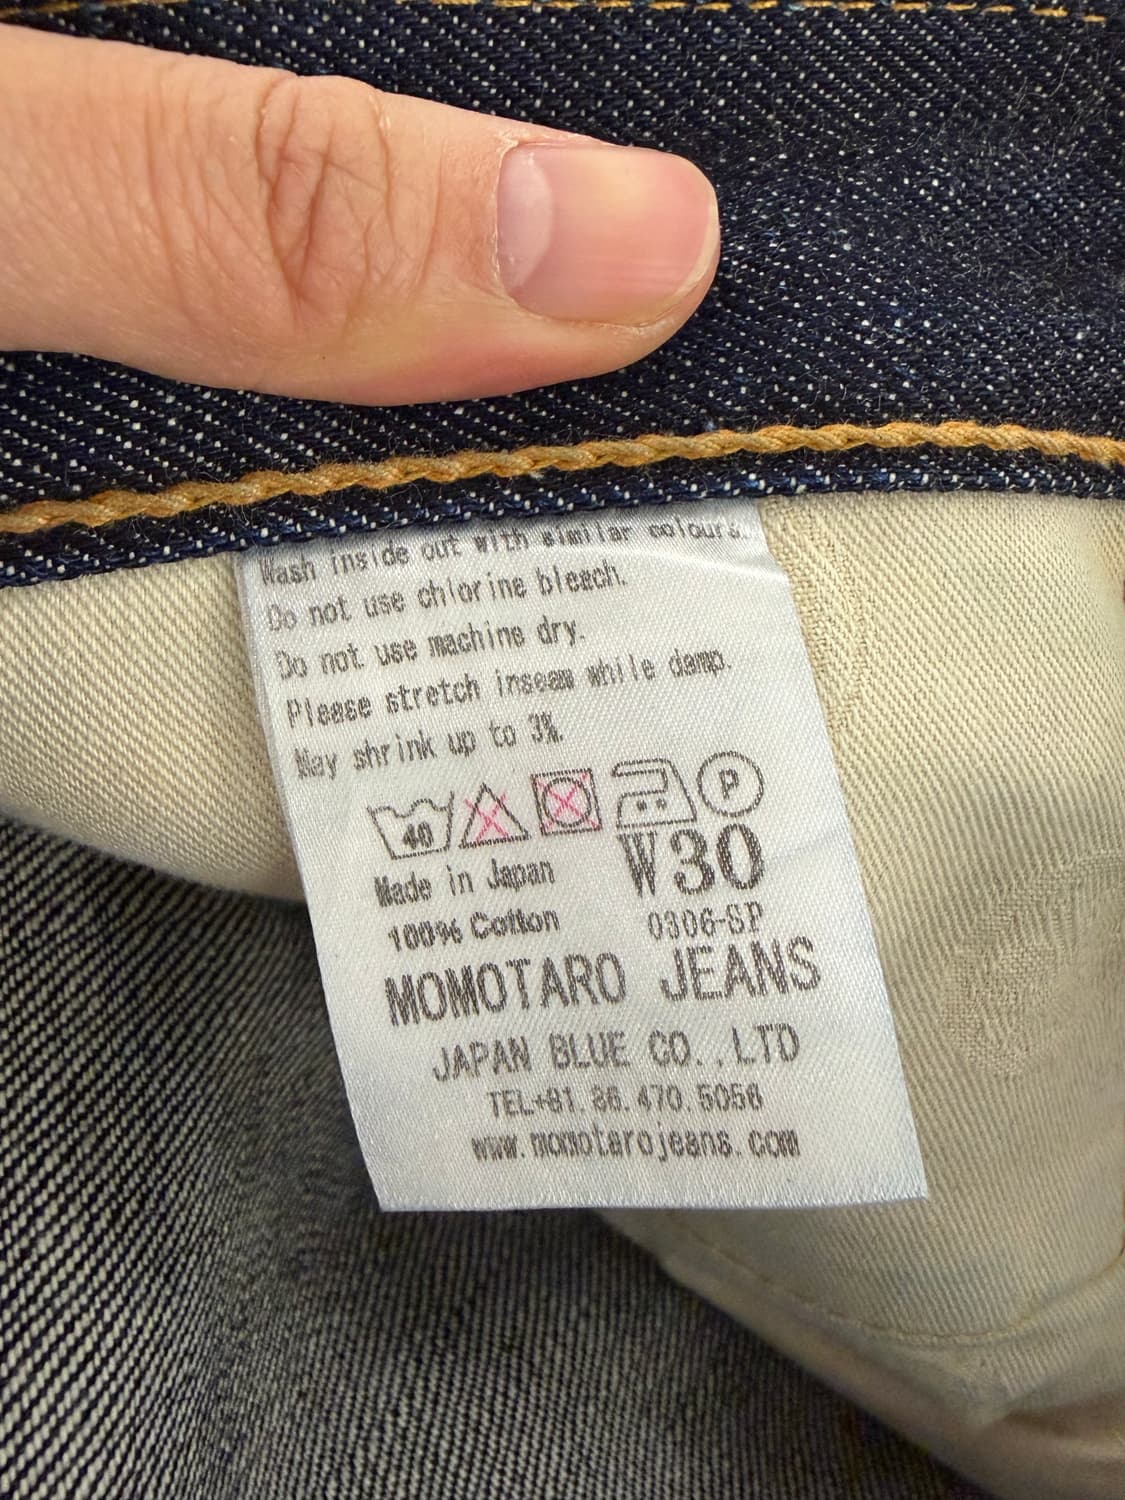 Wash inside out with similar colours.
Do not use chlorine bleach.
Do not use machine dry.
Please stretch inseam while damp.
May shrink up to 3%.
40 P
Made in Japan W30
100% Cotton 0306-SP
MOMOTARO JEANS
JAPAN BLUE CO.,LTD
TEL+81.86.470.5056
www.momotarojeans.com